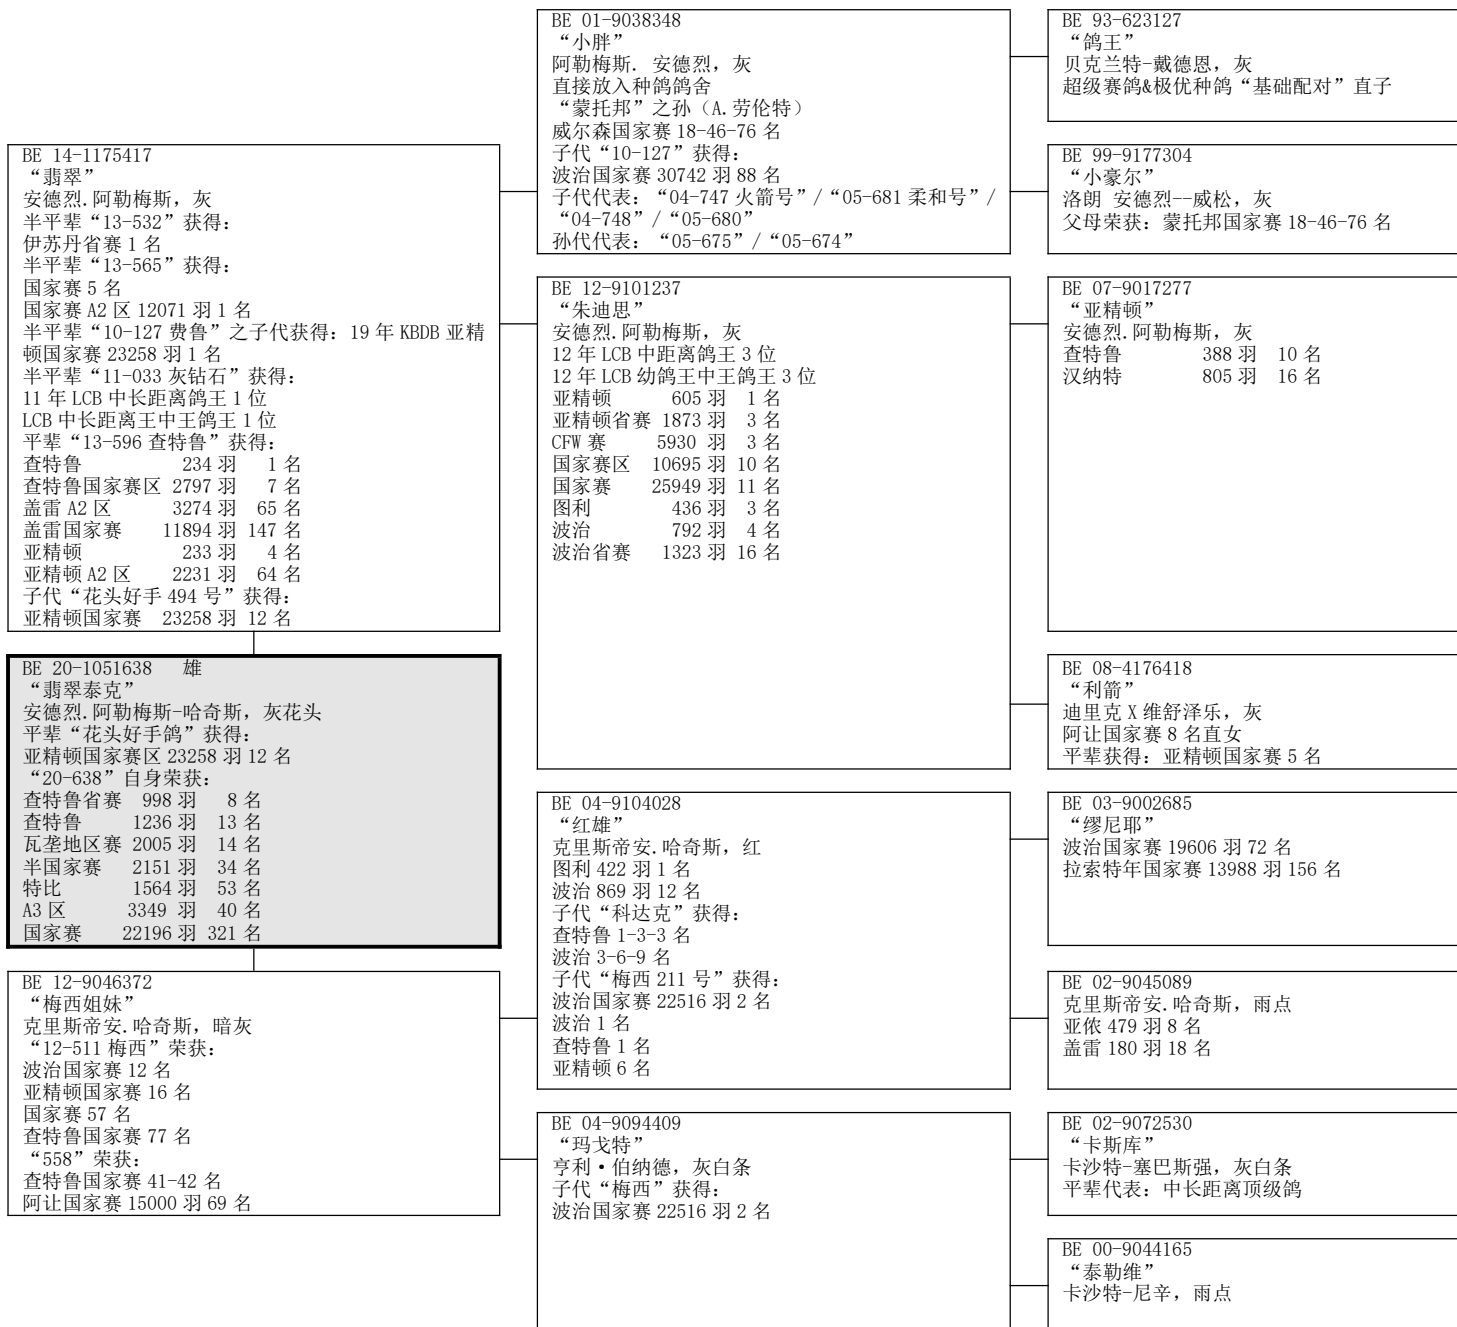 BE 14-1175417
“翡翠”
安德烈.阿勒梅斯，灰
半平辈“13-532”获得：
伊苏丹省赛 1 名
半平辈“13-565”获得：
国家赛 5 名
国家赛 A2 区 12071 羽 1 名
半平辈“10-127 费鲁”之子代获得：19 年 KBDB 亚精
顿国家赛 23258 羽 1 名
半平辈“11-033 灰钻石”获得：
11 年 LCB 中长距离鸽王 1 位
LCB 中长距离王中王鸽王 1 位
平辈“13-596 查特鲁”获得：
查特鲁 234 羽 1 名
查特鲁国家赛区 2797 羽 7 名
盖雷 A2 区 3274 羽 65 名
盖雷国家赛 11894 羽 147 名
亚精顿 233 羽 4 名
亚精顿 A2 区 2231 羽 64 名
子代“花头好手 494 号”获得：
亚精顿国家赛 23258 羽 12 名
BE 20-1051638 雄
“翡翠泰克”
安德烈.阿勒梅斯-哈奇斯，灰花头
平辈“花头好手鸽”获得：
亚精顿国家赛区 23258 羽 12 名
“20-638”自身荣获：
查特鲁省赛 998 羽 8 名
查特鲁 1236 羽 13 名
瓦垄地区赛 2005 羽 14 名
半国家赛 2151 羽 34 名
特比 1564 羽 53 名
A3 区 3349 羽 40 名
国家赛 22196 羽 321 名
BE 12-9046372
“梅西姐妹”
克里斯帝安.哈奇斯，暗灰
“12-511 梅西”荣获：
波治国家赛 12 名
亚精顿国家赛 16 名
国家赛 57 名
查特鲁国家赛 77 名
“558”荣获：
查特鲁国家赛 41-42 名
阿让国家赛 15000 羽 69 名
BE 01-9038348
“小胖”
阿勒梅斯. 安德烈，灰
直接放入种鸽鸽舍
“蒙托邦”之孙（A.劳伦特）
威尔森国家赛 18-46-76 名
子代“10-127”获得：
波治国家赛 30742 羽 88 名
子代代表：“04-747 火箭号”/“05-681 柔和号”/
“04-748”/“05-680”
孙代代表：“05-675”/“05-674”
BE 12-9101237
“朱迪思”
安德烈.阿勒梅斯，灰
12 年 LCB 中距离鸽王 3 位
12 年 LCB 幼鸽王中王鸽王 3 位
亚精顿 605 羽 1 名
亚精顿省赛 1873 羽 3 名
CFW 赛 5930 羽 3 名
国家赛区 10695 羽 10 名
国家赛 25949 羽 11 名
图利 436 羽 3 名
波治 792 羽 4 名
波治省赛 1323 羽 16 名
BE 04-9104028
“红雄”
克里斯帝安.哈奇斯，红
图利 422 羽 1 名
波治 869 羽 12 名
子代“科达克”获得：
查特鲁 1-3-3 名
波治 3-6-9 名
子代“梅西 211 号”获得：
波治国家赛 22516 羽 2 名
波治 1 名
查特鲁 1 名
亚精顿 6 名
BE 04-9094409
“玛戈特”
亨利·伯纳德，灰白条
子代“梅西”获得：
波治国家赛 22516 羽 2 名
BE 93-623127
“鸽王”
贝克兰特-戴德恩，灰
超级赛鸽&极优种鸽“基础配对”直子
BE 99-9177304
“小豪尔”
洛朗 安德烈--威松，灰
父母荣获：蒙托邦国家赛 18-46-76 名
BE 07-9017277
“亚精顿”
安德烈.阿勒梅斯，灰
查特鲁 388 羽 10 名
汉纳特 805 羽 16 名
BE 08-4176418
“利箭”
迪里克 X 维舒泽乐，灰
阿让国家赛 8 名直女
平辈获得：亚精顿国家赛 5 名
BE 03-9002685
“缪尼耶”
波治国家赛 19606 羽 72 名
拉索特年国家赛 13988 羽 156 名
BE 02-9045089
克里斯帝安.哈奇斯，雨点
亚侬 479 羽 8 名
盖雷 180 羽 18 名
BE 02-9072530
“卡斯库”
卡沙特-塞巴斯强，灰白条
平辈代表：中长距离顶级鸽
BE 00-9044165
“泰勒维”
卡沙特-尼辛，雨点